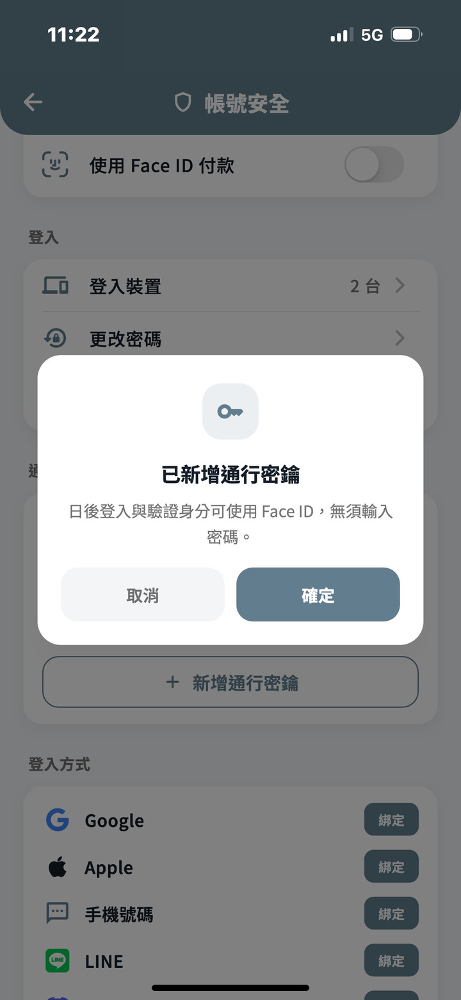 11:22
5G
帳號安全
使用 Face ID 付款
登入
登入裝置
2 台
更改密碼
通
已新增通行密鑰
日後登入與驗證身分可使用 Face ID，無須輸入
密碼。
取消
確定
+ 新增通行密鑰
登入方式
Google
綁定
Apple
綁定
手機號碼
綁定
LINE
LINE
綁定